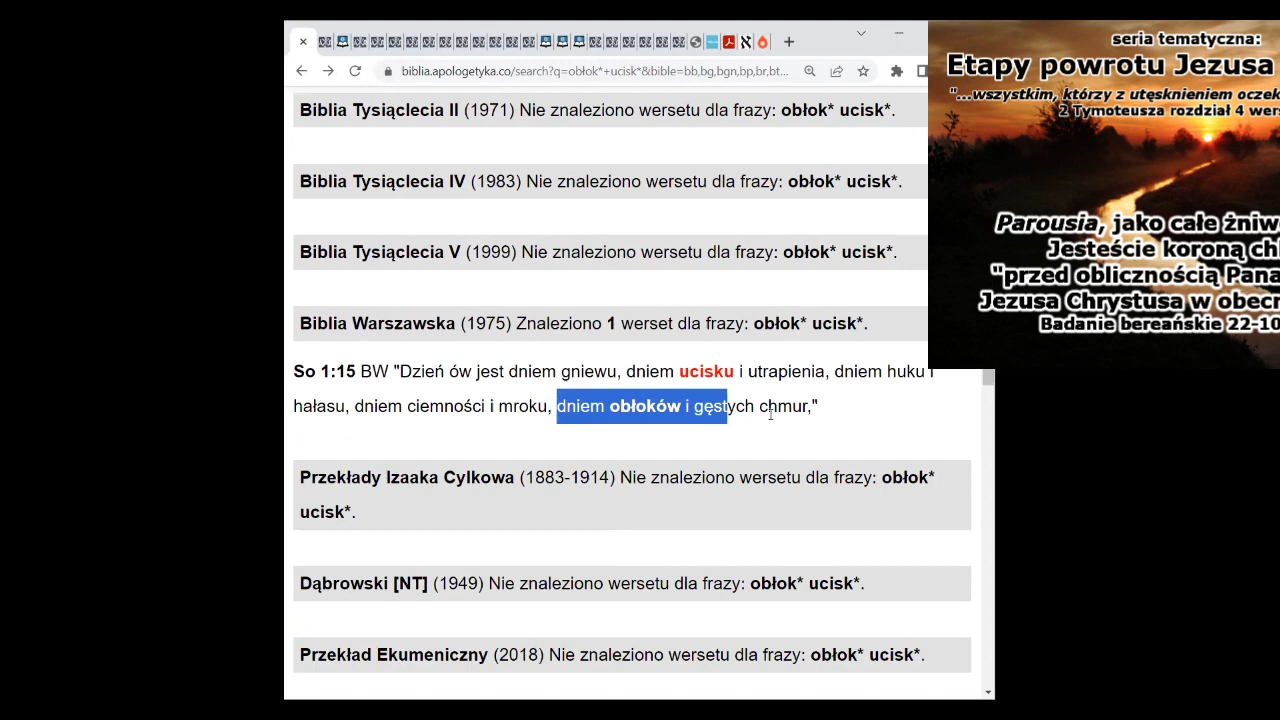 biblia.apologetyka.co/search?q=obłok*+ucisk*&bible=bb,bg,bgn,bp,br,bt...
Biblia Tysiąclecia II (1971) Nie znaleziono wersetu dla frazy: obłok* ucisk*.
Biblia Tysiąclecia IV (1983) Nie znaleziono wersetu dla frazy: obłok* ucisk*.
Biblia Tysiąclecia V (1999) Nie znaleziono wersetu dla frazy: obłok* ucisk*.
Biblia Warszawska (1975) Znaleziono 1 werset dla frazy: obłok* ucisk*.
So 1:15 BW "Dzień ów jest dniem gniewu, dniem ucisku i utrapienia, dniem huku i
hałasu, dniem ciemności i mroku, dniem obłoków i gęstych chmur,"
Przekłady Izaaka Cylkowa (1883-1914) Nie znaleziono wersetu dla frazy: obłok*
ucisk*.
Dąbrowski [NT] (1949) Nie znaleziono wersetu dla frazy: obłok* ucisk*.
Przekład Ekumeniczny (2018) Nie znaleziono wersetu dla frazy: obłok* ucisk*.
seria tematyczna:
Etapy powrotu Jezusa
"...wszystkim, którzy z utęsknieniem oczek
2 Tymoteusza rozdział 4 wers
Parousia, jako całe żniw
Jesteście koroną ch
"przed oblicznością Pana
Jezusa Chrystusa w obecn
Badanie bereańskie 22-10